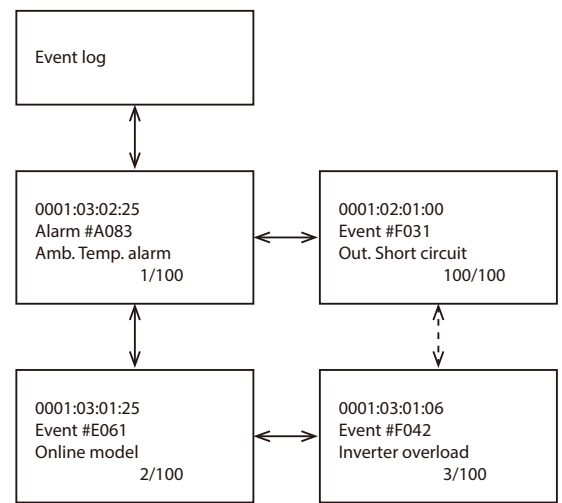 Event log
0001:03:02:25
Alarm #A083
Amb. Temp. alarm
1/100
0001:02:01:00
Event #F031
Out. Short circuit
100/100
0001:03:01:25
Event #E061
Online model
2/100
0001:03:01:06
Event #F042
Inverter overload
3/100